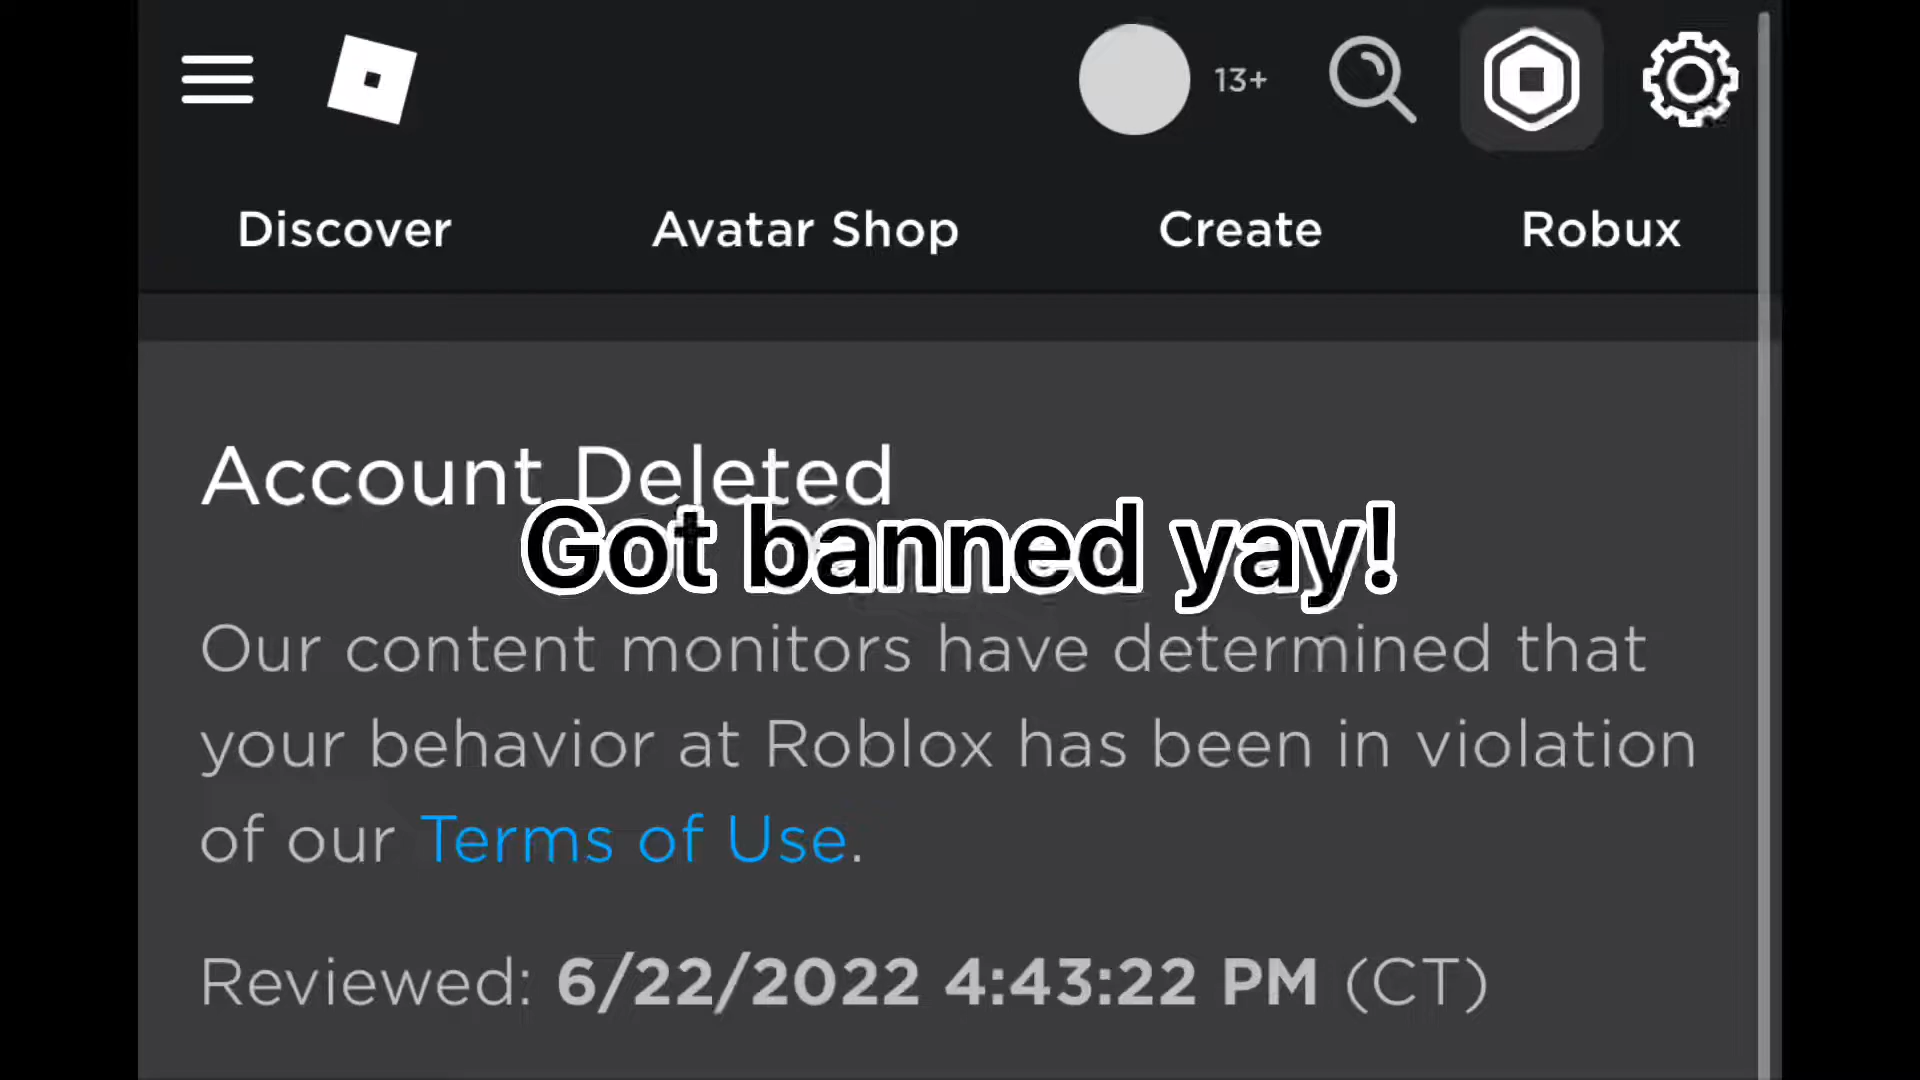 13+
Discover Avatar Shop Create Robux
Account Deleted
Got banned yay!
Our content monitors have determined that
your behavior at Roblox has been in violation
of our Terms of Use.
Reviewed: 6/22/2022 4:43:22 PM (CT)